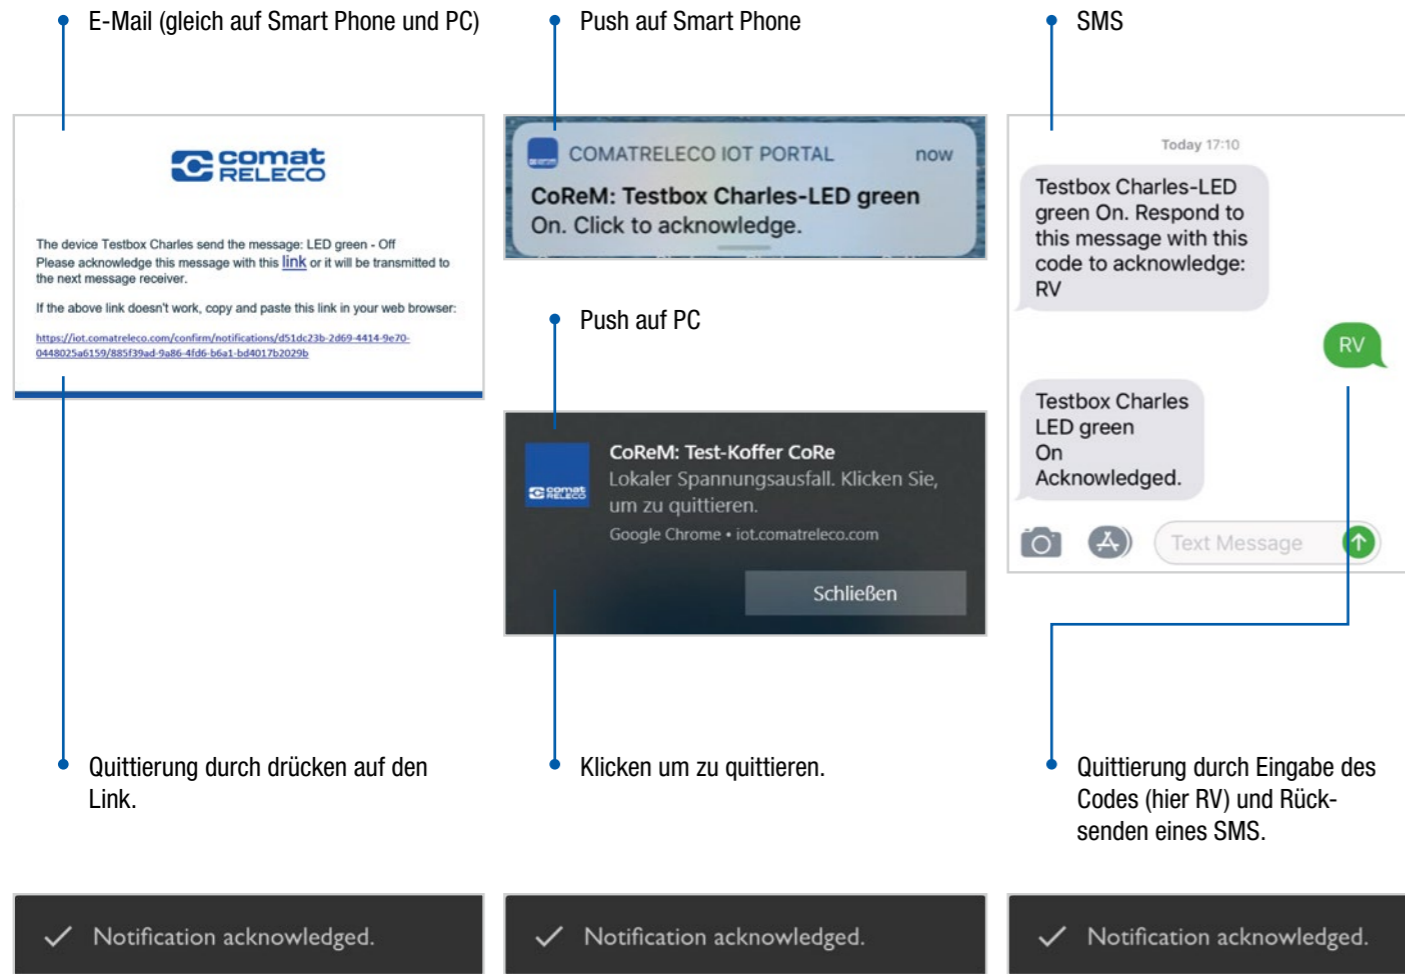 E-Mail (gleich auf Smart Phone und PC)
comat
RELECO
The device Testbox Charles send the message: LED green - Off
Please acknowledge this message with this link or it will be transmitted to
the next message receiver.
If the above link doesn't work, copy and paste this link in your web browser:
https://iot.comatreleco.com/confirm/notifications/d51dc23b-2d69-4414-9e70-
0448025a6159/885f39ad-9a86-4fd6-b6a1-bd4017b2029b
Quittierung durch drücken auf den
Link.
Notification acknowledged.
Push auf Smart Phone
COMATRELECO IOT PORTAL now
CoReM: Testbox Charles-LED green
On. Click to acknowledge.
Push auf PC
comat
RELECO
CoReM: Test-Koffer CoRe
Lokaler Spannungsausfall. Klicken Sie,
um zu quittieren.
Google Chrome • iot.comatreleco.com
Schließen
Klicken um zu quittieren.
Notification acknowledged.
SMS
Today 17:10
Testbox Charles-LED
green On. Respond to
this message with this
code to acknowledge:
RV
RV
Testbox Charles
LED green
On
Acknowledged.
Text Message
Quittierung durch Eingabe des
Codes (hier RV) und Rück-
senden eines SMS.
Notification acknowledged.